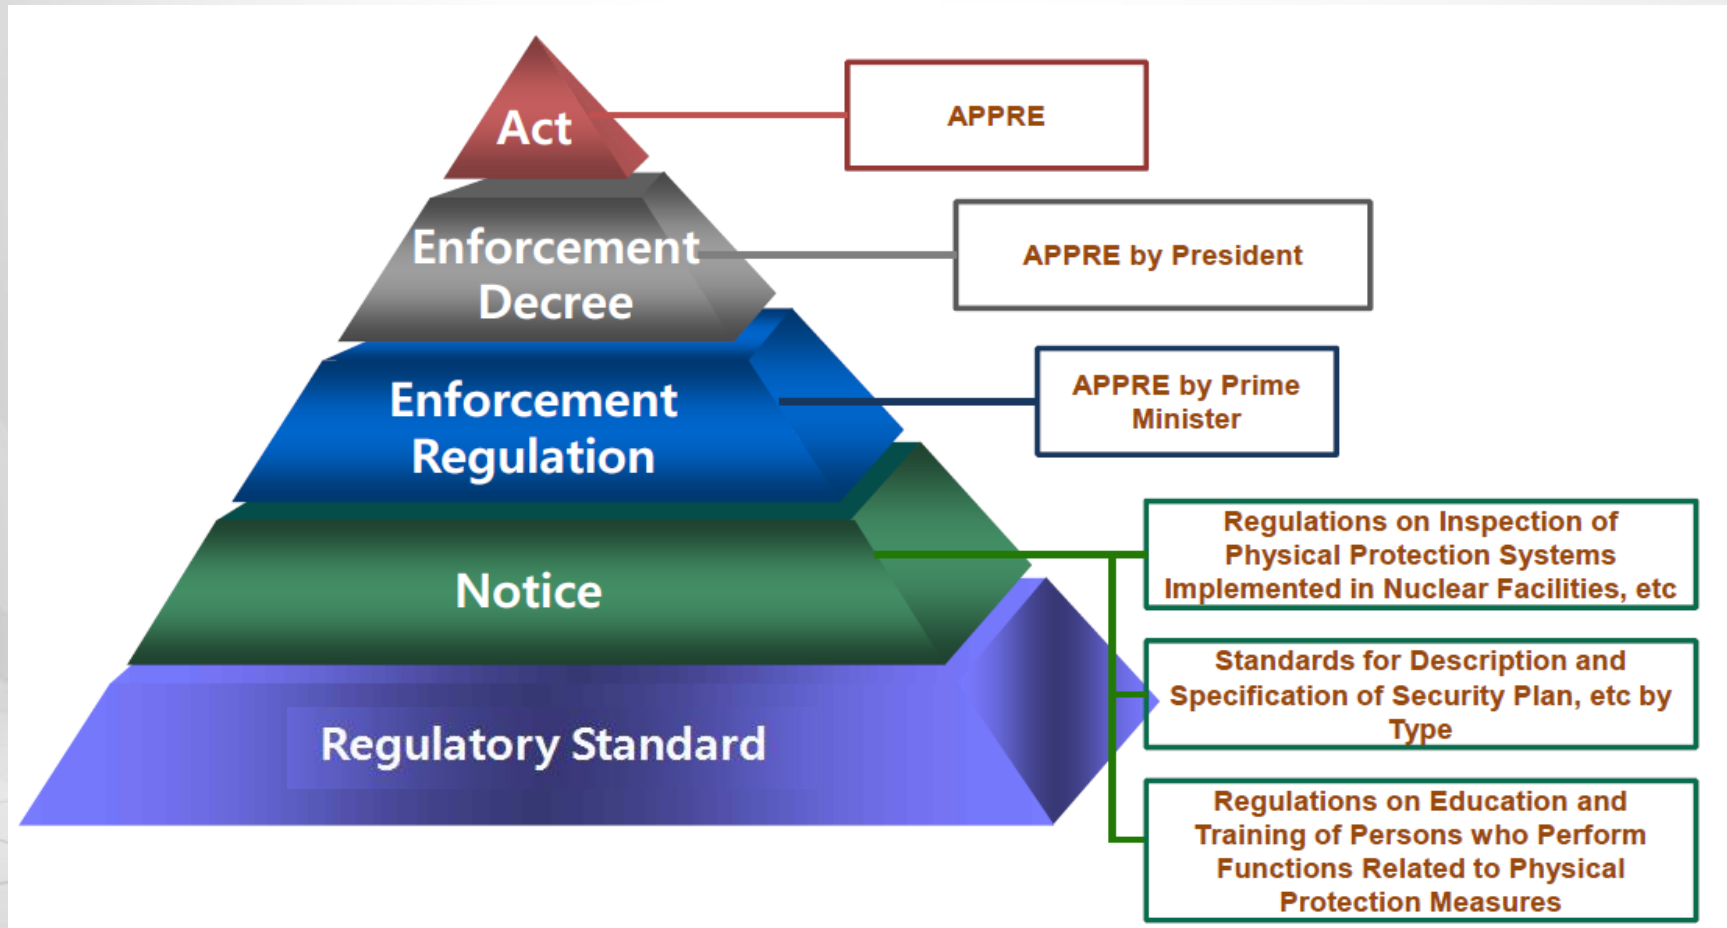 Act
APPRE
Enforcement
Decree
APPRE by President
Enforcement
Regulation
APPRE by Prime
Minister
Notice
Regulations on Inspection of
Physical Protection Systems
Implemented in Nuclear Facilities, etc
Standards for Description and
Specification of Security Plan, etc by
Type
Regulatory Standard
Regulations on Education and
Training of Persons who Perform
Functions Related to Physical
Protection Measures